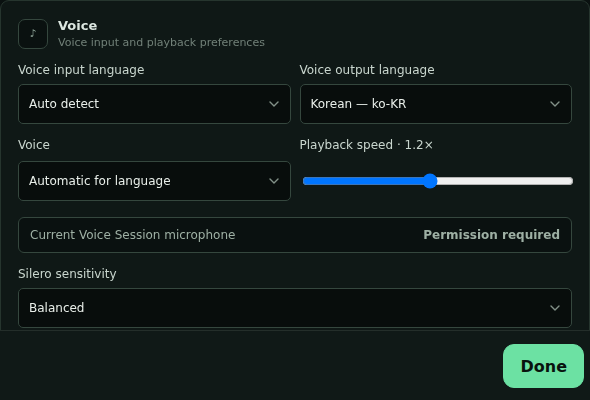 ♪
Voice
Voice input and playback preferences
Voice input language
Voice output language
Auto detect
Korean — ko-KR
Voice
Playback speed · 1.2×
Automatic for language
Current Voice Session microphone
Permission required
Silero sensitivity
Balanced
Done